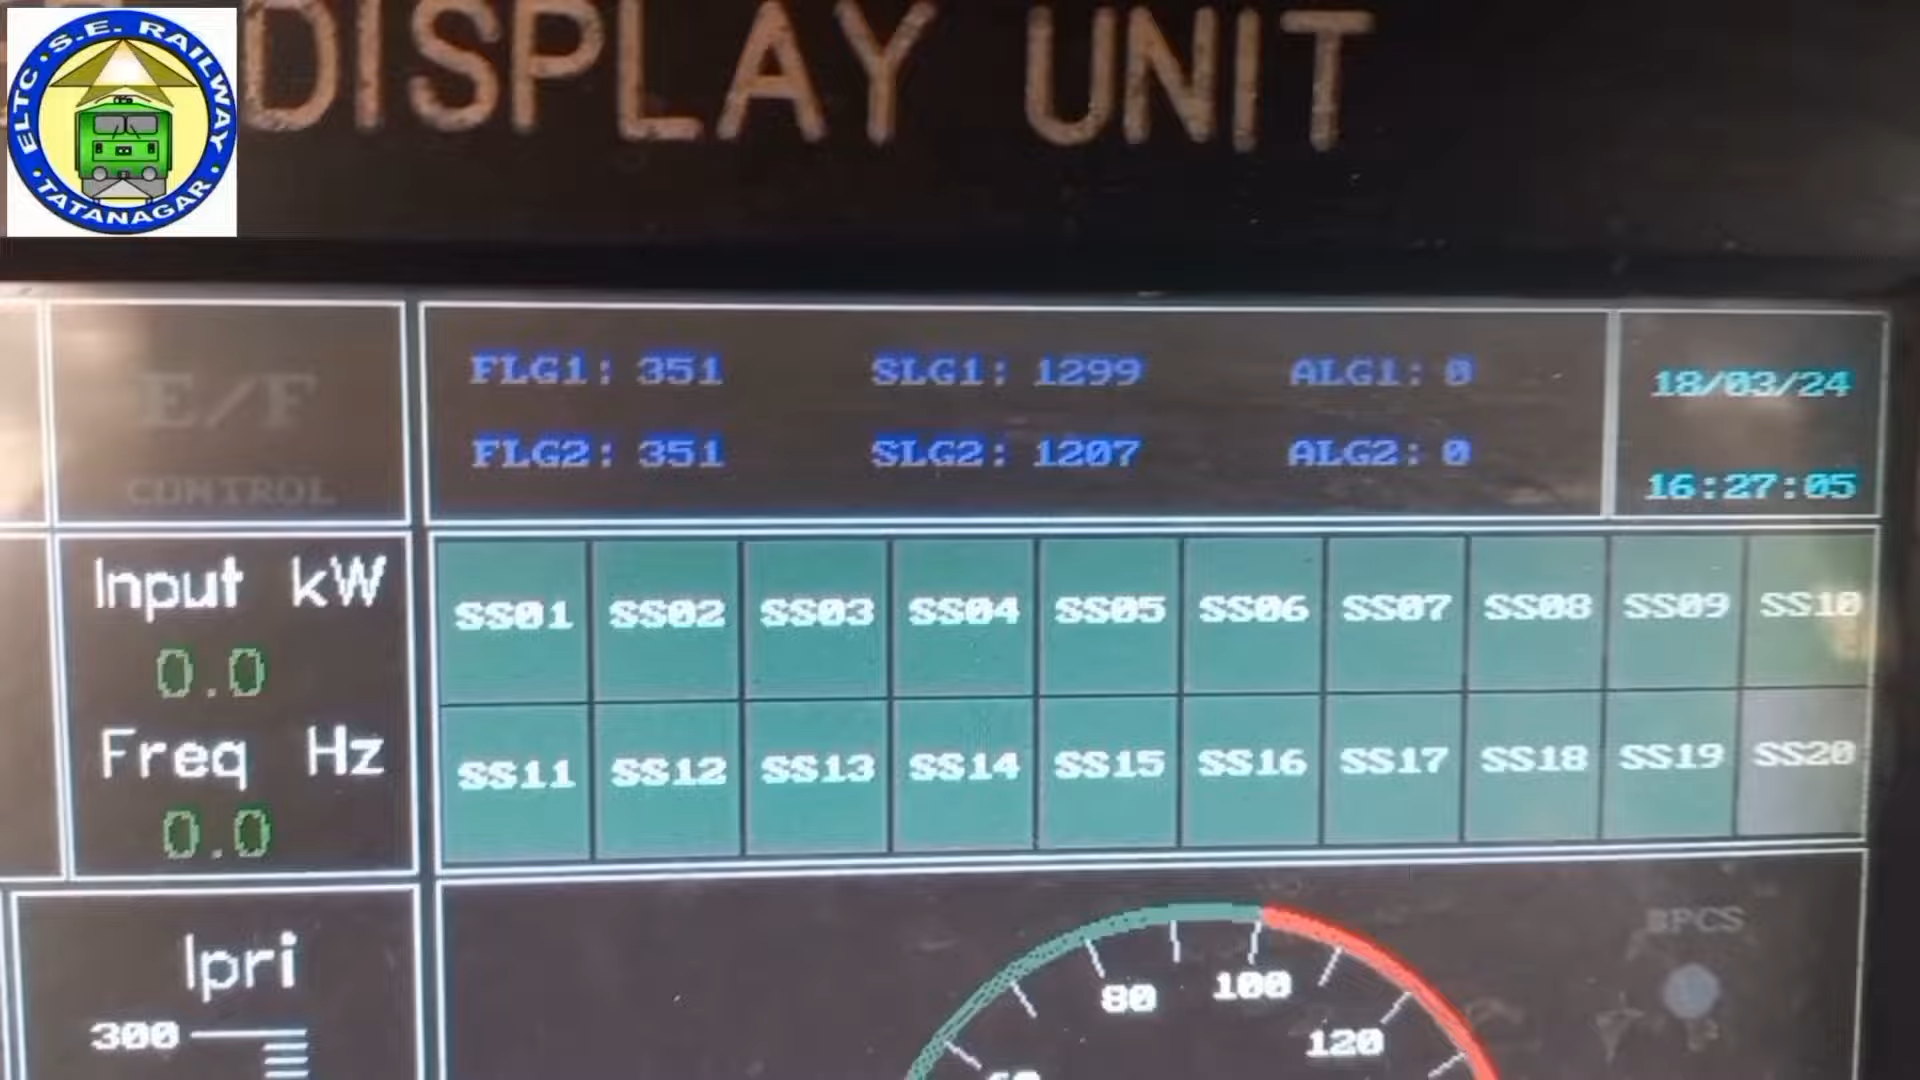 S.E. RAILWAY
ELTC
TATANAGAR
DISPLAY UNIT
E/F
CONTROL
FLG1: 351 SLG1: 1299 ALG1: 0
FLG2: 351 SLG2: 1207 ALG2: 0
18/03/24
16:27:05
Input kW
0.0
Freq Hz
0.0
SS01 SS02 SS03 SS04 SS05 SS06 SS07 SS08 SS09 SS10
SS11 SS12 SS13 SS14 SS15 SS16 SS17 SS18 SS19 SS20
Ipri
300
80 100 120
BPCS